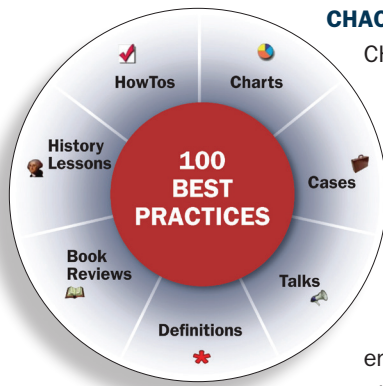 CHAC
CH
HowTos
Charts
History
Lessons
100
BEST
PRACTICES
Cases
Book
Reviews
Talks
Definitions
er